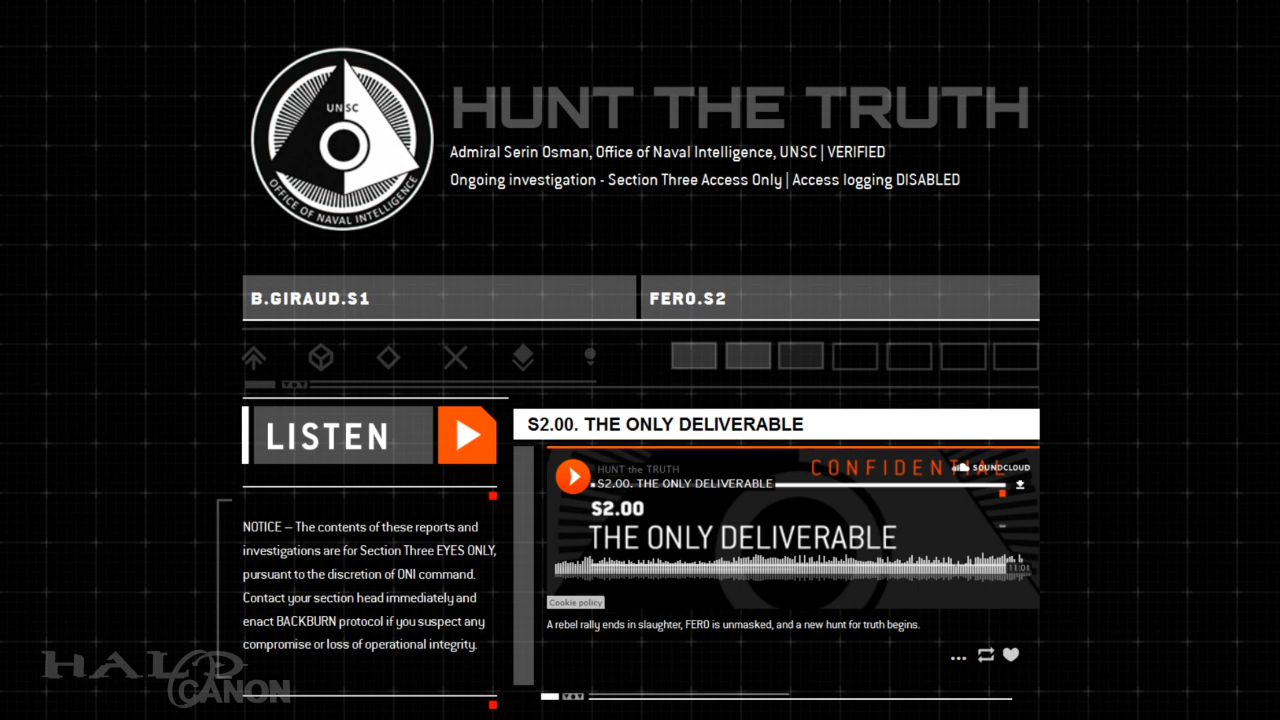 UNSC
OFFICE OF NAVAL INTELLIGENCE
HUNT THE TRUTH
Admiral Serin Osman, Office of Naval Intelligence, UNSC | VERIFIED
Ongoing investigation - Section Three Access Only | Access logging DISABLED
B.GIRAUD.S1
FERO.S2
LISTEN
NOTICE – The contents of these reports and
investigations are for Section Three EYES ONLY,
pursuant to the discretion of ONI command.
Contact your section head immediately and
enact BACKBURN protocol if you suspect any
compromise or loss of operational integrity.
S2.00. THE ONLY DELIVERABLE
CONFIDENTIAL
SOUNDCLOUD
HUNT the TRUTH
S2.00. THE ONLY DELIVERABLE
S2.00
THE ONLY DELIVERABLE
11:01
Cookie policy
A rebel rally ends in slaughter, FERO is unmasked, and a new hunt for truth begins.
HALO
CANON